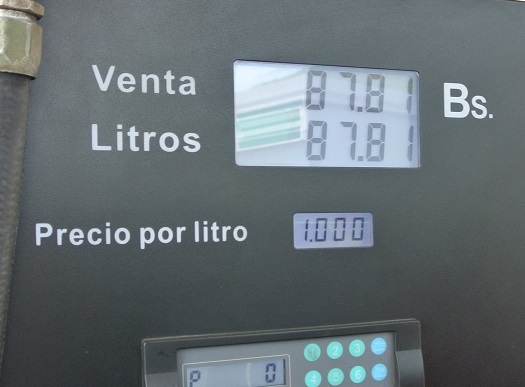 Venta 87.81 Bs.
Litros 87.81
Precio por litro 1.000
P 0
1 2 3
4 5 6